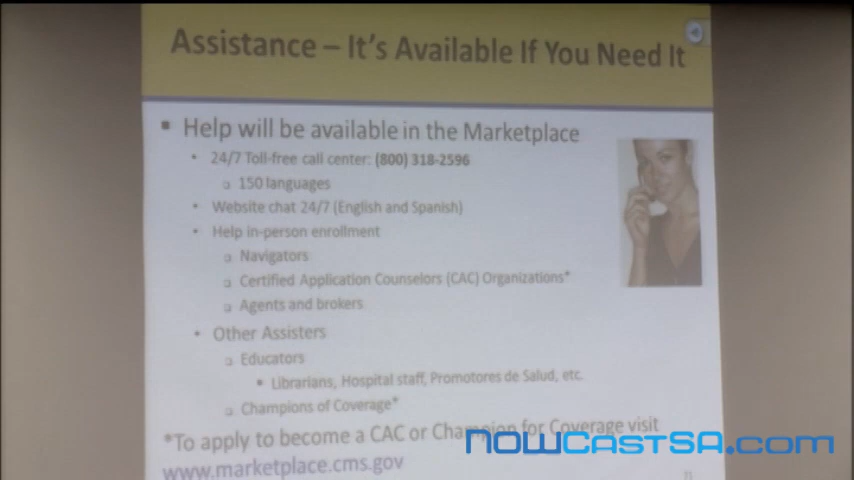 Assistance – It's Available If You Need It
▪ Help will be available in the Marketplace
• 24/7 Toll-free call center: (800) 318-2596
❑ 150 languages
• Website chat 24/7 (English and Spanish)
• Help in-person enrollment
❑ Navigators
❑ Certified Application Counselors (CAC) Organizations*
❑ Agents and brokers
• Other Assisters
❑ Educators
▪ Librarians, Hospital staff, Promotores de Salud, etc.
❑ Champions of Coverage*
*To apply to become a CAC or Champion for Coverage visit
www.marketplace.cms.gov
nowcastsa.com